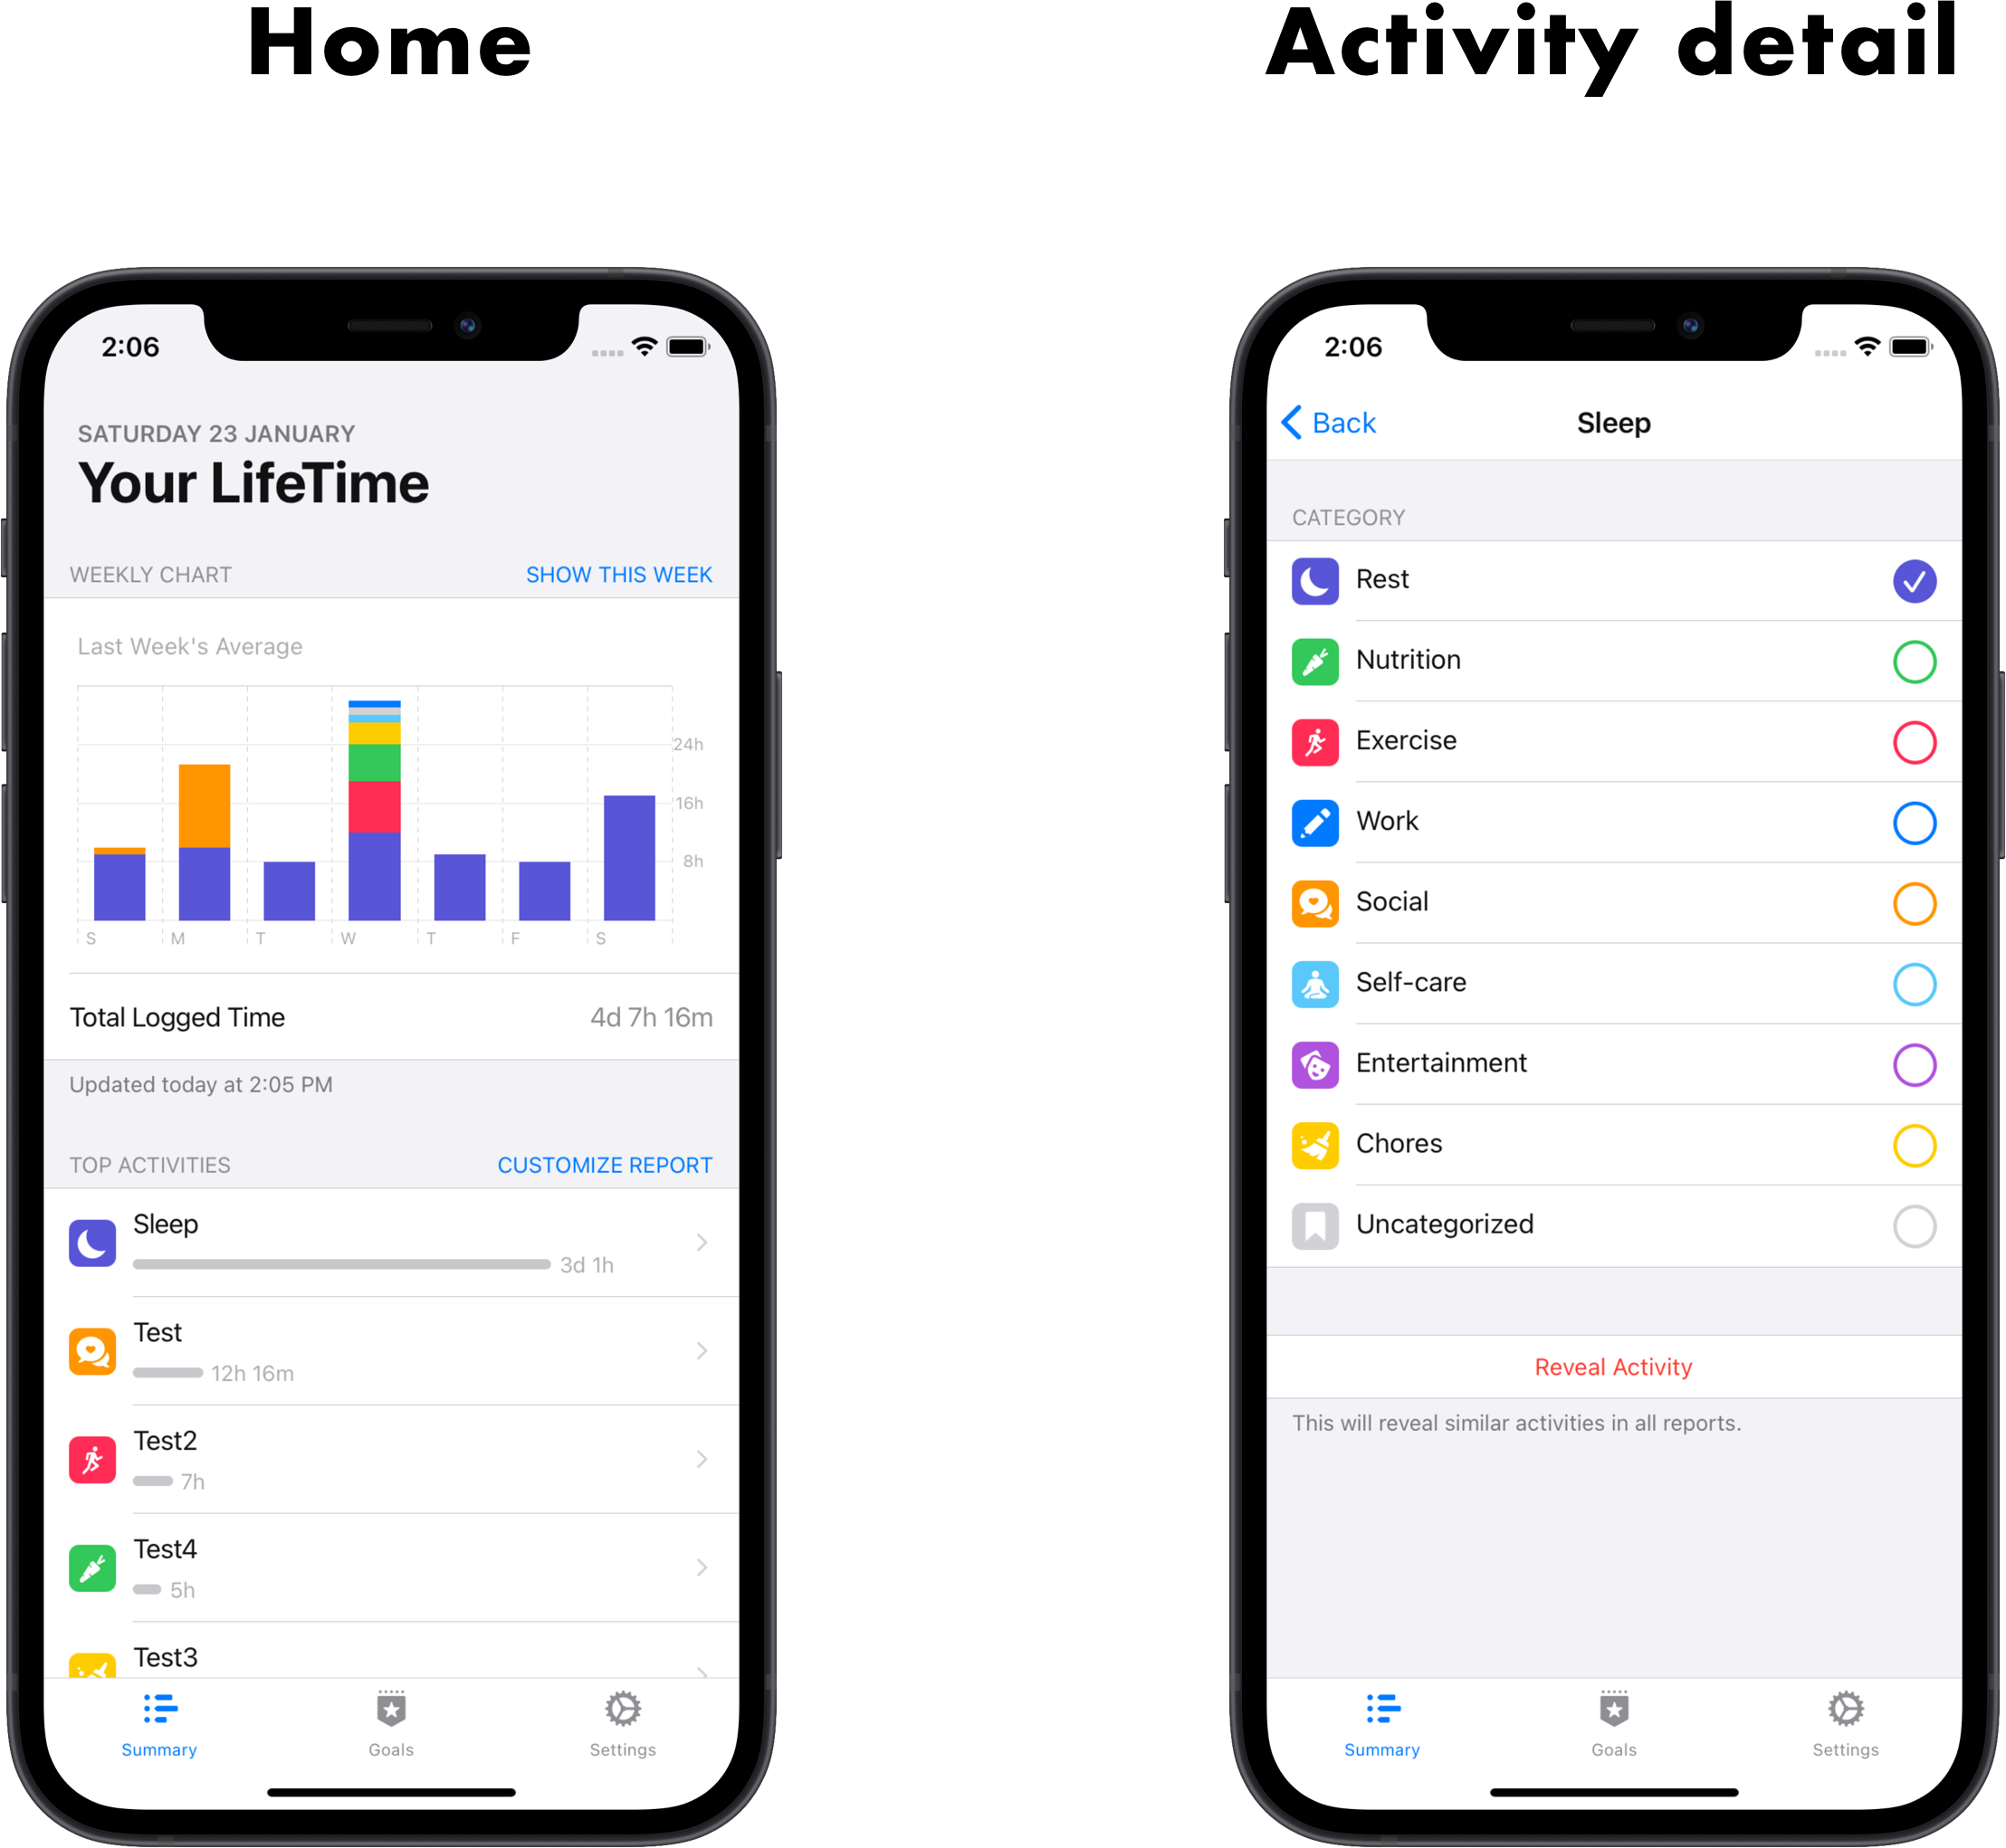 Home
2:06
SATURDAY 23 JANUARY
Your LifeTime
WEEKLY CHART SHOW THIS WEEK
Last Week's Average
24h
16h
8h
S M T W T F S
Total Logged Time 4d 7h 16m
Updated today at 2:05 PM
TOP ACTIVITIES CUSTOMIZE REPORT
Sleep
3d 1h
Test
12h 16m
Test2
7h
Test4
5h
Test3
Summary Goals Settings
Activity detail
2:06
Back Sleep
CATEGORY
Rest
Nutrition
Exercise
Work
Social
Self-care
Entertainment
Chores
Uncategorized
Reveal Activity
This will reveal similar activities in all reports.
Summary Goals Settings